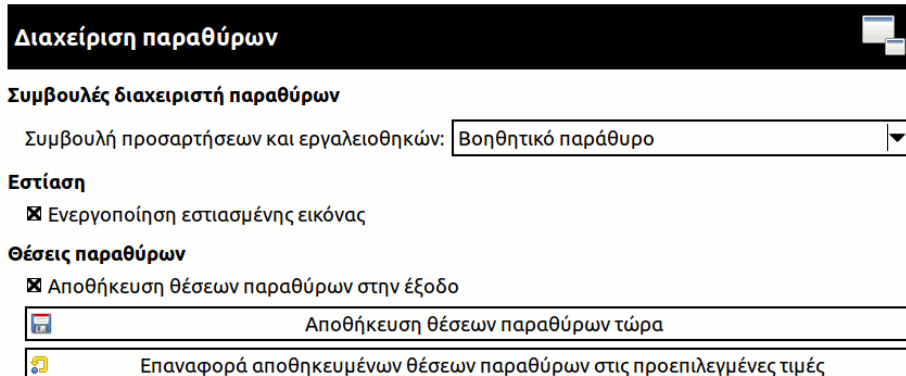 Διαχείριση παραθύρων
Συμβουλές διαχειριστή παραθύρων
Συμβουλή προσαρτήσεων και εργαλειοθηκών: Βοηθητικό παράθυρο
Εστίαση
Ενεργοποίηση εστιασμένης εικόνας
Θέσεις παραθύρων
Αποθήκευση θέσεων παραθύρων στην έξοδο
Αποθήκευση θέσεων παραθύρων τώρα
Επαναφορά αποθηκευμένων θέσεων παραθύρων στις προεπιλεγμένες τιμές